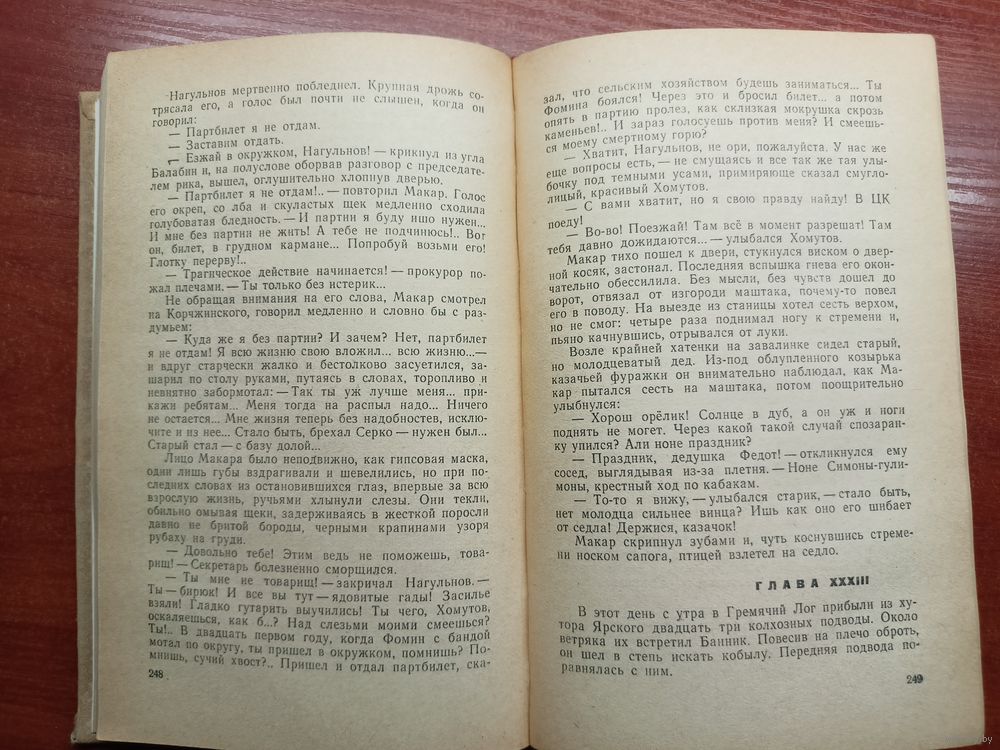 Нагульнов мертвенно побледнел. Крупная дрожь со-
трясала его, а голос был почти не слышен, когда он
говорил:
— Партбилет я не отдам.
— Заставим отдать.
— Езжай в окружком, Нагульнов! — крикнул из угла
Балабин и, на полуслове оборвав разговор с председате-
лем рика, вышел, оглушительно хлопнув дверью.
— Партбилет я не отдам!.. — повторил Макар. Голос
его окреп, со лба и скуластых щек медленно сходила
голубоватая бледность. — И партии я буду ишо нужен...
И мне без партии не жить! А тебе не подчинюсь!.. Вот
он, билет, в грудном кармане... Попробуй возьми его!
Глотку перерву!..
— Трагическое действие начинается! — прокурор по-
жал плечами. — Ты только без истерик...
Не обращая внимания на его слова, Макар смотрел
на Корчжинского, говорил медленно и словно бы с раз-
думьем:
— Куда же я без партии? И зачем? Нет, партбилет
я не отдам! Я всю жизню свою вложил... всю жизню...—
и вдруг старчески жалко и бестолково засуетился, за-
шарил по столу руками, путаясь в словах, торопливо и
невнятно забормотал: — Так ты уж лучше меня... при-
кажи ребятам... Меня тогда на распыл надо... Ничего
не остается... Мне жизня теперь без надобностев, исклю-
чите и из нее... Стало быть, брехал Серко — нужен был...
Старый стал — с базу долой...
Лицо Макара было неподвижно, как гипсовая маска,
одни лишь губы вздрагивали и шевелились, но при по-
следних словах из остановившихся глаз, впервые за всю
взрослую жизнь, ручьями хлынули слезы. Они текли,
обильно омывая щеки, задерживаясь в жесткой поросли
давно не бритой бороды, черными крапинами узоря
рубаху на груди.
— Довольно тебе! Этим ведь не поможешь, това-
рищ! — Секретарь болезненно сморщился.
— Ты мне не товарищ! — закричал Нагульнов. —
Ты — бирюк! И все вы тут — ядовитые гады! Засилье
взяли! Гладко гутарить выучились! Ты чего, Хомутов,
оскаляешься, как б...? Над слезьми моими смеешься?
Ты!.. В двадцать первом году, когда Фомин с бандой
мотал по округу, ты пришел в окружком, помнишь? По-
мнишь, сучий хвост?.. Пришел и отдал партбилет, ска-
248
зал, что сельским хозяйством будешь заниматься... Ты
Фомина боялся! Через это и бросил билет... а потом
опять в партию пролез, как склизкая мокрушка скрозь
каменьев!.. И зараз голосуешь против меня? И смеешь-
ся моему смертному горю?
— Хватит, Нагульнов, не ори, пожалуйста. У нас же
еще вопросы есть, — не смущаясь и все так же тая улы-
бочку под темными усами, примиряюще сказал смугло-
лицый, красивый Хомутов.
— С вами хватит, но я свою правду найду! В ЦК
поеду!
— Во-во! Поезжай! Там всё в момент разрешат! Там
тебя давно дожидаются... — улыбался Хомутов.
Макар тихо пошел к двери, стукнулся виском о двер-
ной косяк, застонал. Последняя вспышка гнева его окон-
чательно обессилила. Без мысли, без чувств дошел до
ворот, отвязал от изгороди маштака, почему-то повел
его в поводу. На выезде из станицы хотел сесть верхом,
но не смог: четыре раза поднимал ногу к стремени и,
пьяно качнувшись, отрывался от луки.
Возле крайней хатенки на завалинке сидел старый,
но молодцеватый дед. Из-под облупленного козырька
казачьей фуражки он внимательно наблюдал, как Ма-
кар пытался сесть на маштака, потом поощрительно
улыбнулся:
— Хорош орёлик! Солнце в дуб, а он уж и ноги
поднять не могет. Через какой такой случай спозаран-
ку упился? Али ноне праздник?
— Праздник, дедушка Федот! — откликнулся ему
сосед, выглядывая из-за плетня. — Ноне Симоны-гули-
моны, крестный ход по кабакам.
— То-то я вижу, — улыбался старик, — стало быть,
нет молодца сильнее винца? Ишь как оно его шибает
от седла! Держися, казачок!
Макар скрипнул зубами и, чуть коснувшись стреме-
ни носком сапога, птицей взлетел на седло.
ГЛАВА XXXIII
В этот день с утра в Гремячий Лог прибыли из ху-
тора Ярского двадцать три колхозных подводы. Около
ветряка их встретил Банник. Повесив на плечо оброть,
он шел в степь искать кобылу. Передняя подвода по-
равнялась с ним.
249